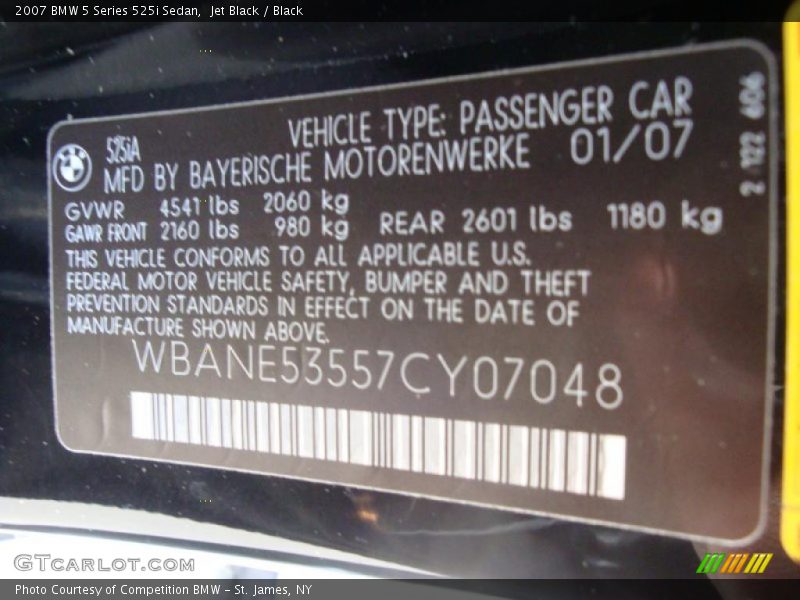 2007 BMW 5 Series 525i Sedan, Jet Black / Black
525iA VEHICLE TYPE: PASSENGER CAR
MFD BY BAYERISCHE MOTORENWERKE 01/07
GVWR 4541 lbs 2060 kg
GAWR FRONT 2160 lbs 980 kg REAR 2601 lbs 1180 kg
THIS VEHICLE CONFORMS TO ALL APPLICABLE U.S.
FEDERAL MOTOR VEHICLE SAFETY, BUMPER AND THEFT
PREVENTION STANDARDS IN EFFECT ON THE DATE OF
MANUFACTURE SHOWN ABOVE.
WBANE53557CY07048
2 122 606
GTCARLOT.COM
Photo Courtesy of Competition BMW - St. James, NY